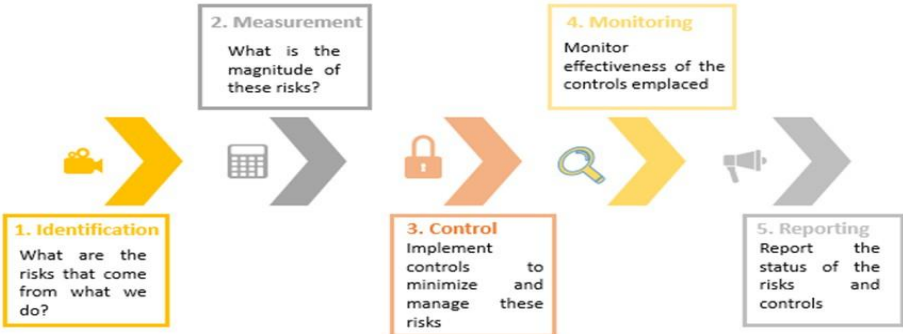 2. Measurement
What is the
magnitude of
these risks?
4. Monitoring
Monitor
effectiveness of the
controls emplaced
1. Identification
What are the
risks that come
from what we
do?
3. Control
Implement
controls to
minimize and
manage these
risks
5. Reporting
Report the
status of the
risks and
controls